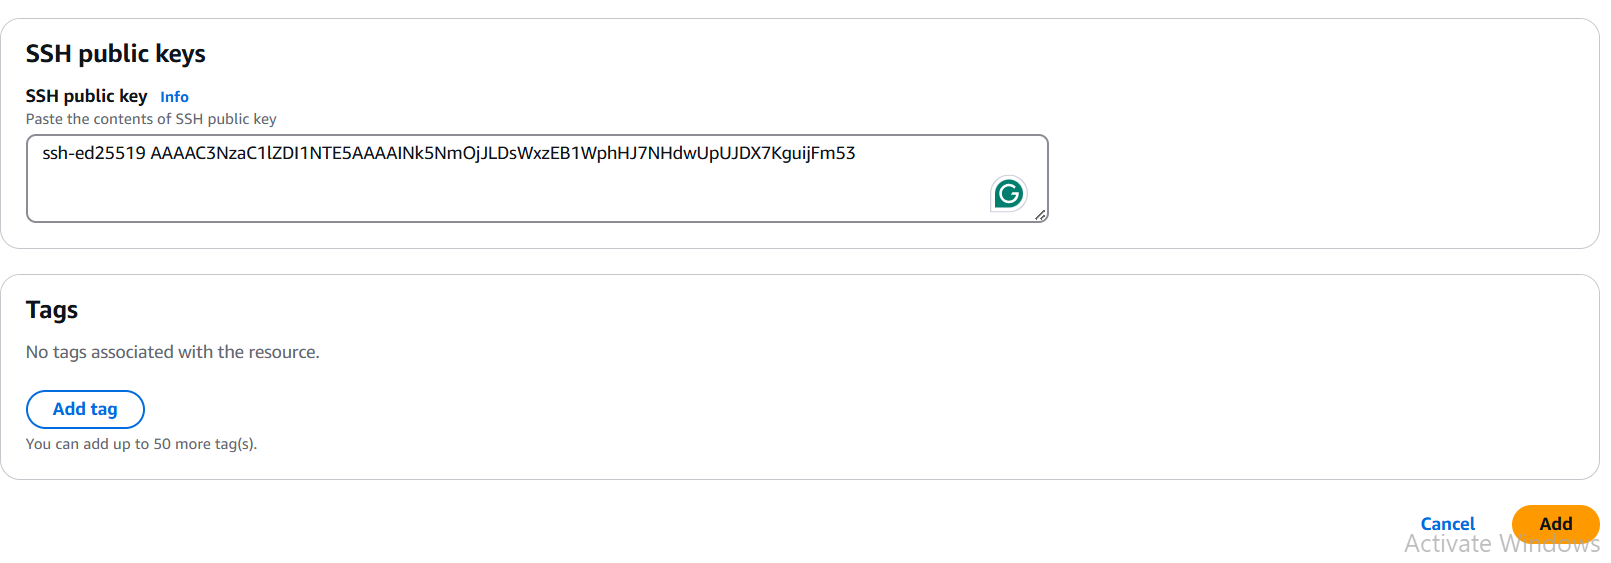 SSH public keys
SSH public key Info
Paste the contents of SSH public key
ssh-ed25519 AAAAC3NzaC1lZDI1NTE5AAAAINk5NmOjJLDsWxzEB1WphHJ7NHdwUpUJDX7KguijFm53
Tags
No tags associated with the resource.
Add tag
You can add up to 50 more tag(s).
Cancel
Add
Activate Windows